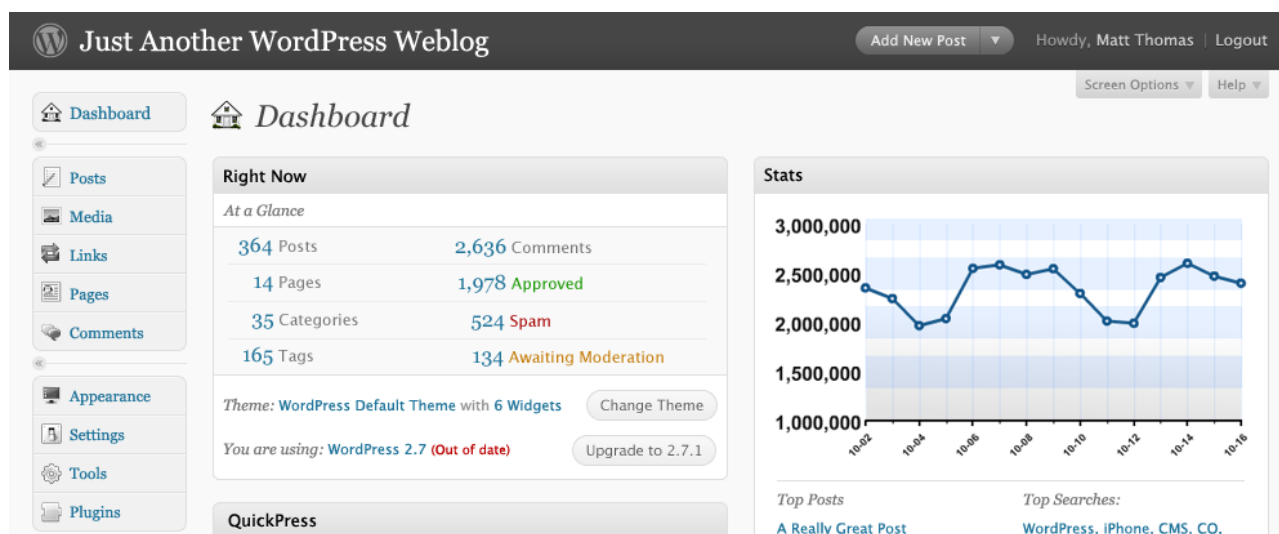 Just Another WordPress Weblog
Add New Post
Howdy, Matt Thomas | Logout
Screen Options
Help
Dashboard
Posts
Media
Links
Pages
Comments
Appearance
Settings
Tools
Plugins
Dashboard
Right Now
At a Glance
364 Posts 2,636 Comments
14 Pages 1,978 Approved
35 Categories 524 Spam
165 Tags 134 Awaiting Moderation
Theme: WordPress Default Theme with 6 Widgets Change Theme
You are using: WordPress 2.7 (Out of date) Upgrade to 2.7.1
QuickPress
Stats
3,000,000
2,500,000
2,000,000
1,500,000
1,000,000
10-02 10-04 10-06 10-08 10-10 10-12 10-14 10-16
Top Posts Top Searches:
A Really Great Post WordPress, iPhone, CMS, CO,